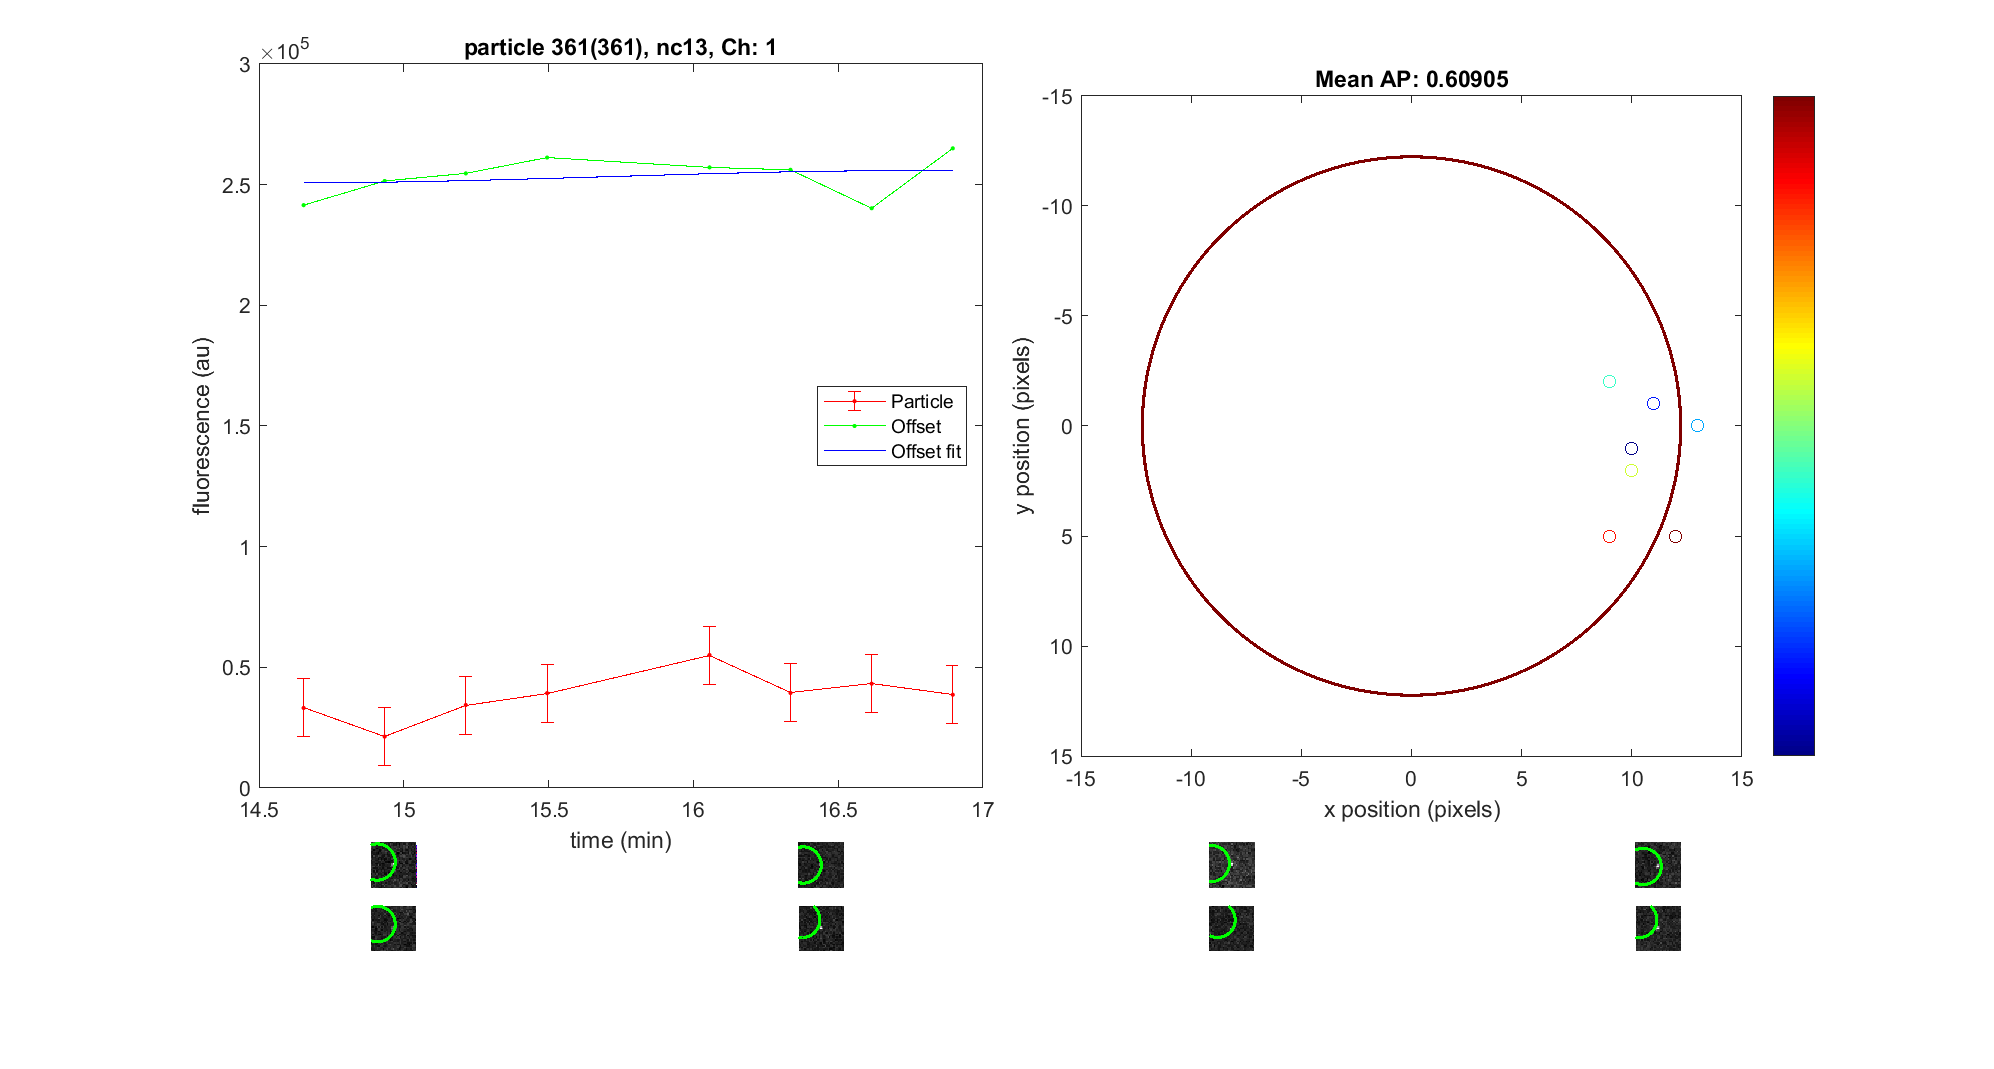 particle 361(361), nc13, Ch: 1
×10^5
3
2.5
2
1.5
1
0.5
0
fluorescence (au)
14.5 15 15.5 16 16.5 17
time (min)
Particle
Offset
Offset fit
Mean AP: 0.60905
-15
-10
-5
0
5
10
15
y position (pixels)
-15 -10 -5 0 5 10 15
x position (pixels)